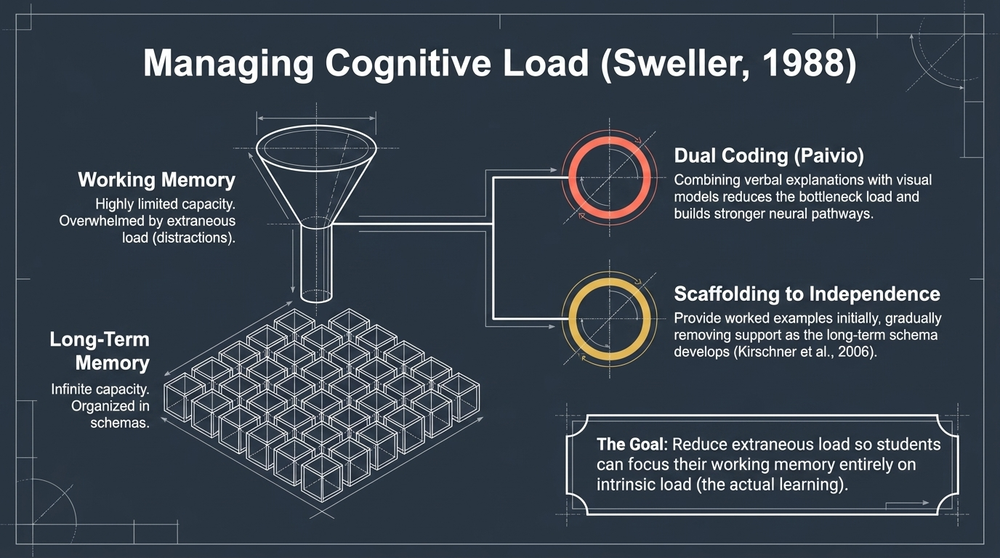 Managing Cognitive Load (Sweller, 1988)
Working Memory
Highly limited capacity.
Overwhelmed by extraneous
load (distractions).
Long-Term
Memory
Infinite capacity.
Organized in
schemas.
Dual Coding (Paivio)
Combining verbal explanations with visual
models reduces the bottleneck load and
builds stronger neural pathways.
Scaffolding to Independence
Provide worked examples initially, gradually
removing support as the long-term schema
develops (Kirschner et al., 2006).
The Goal: Reduce extraneous load so students
can focus their working memory entirely on
intrinsic load (the actual learning).